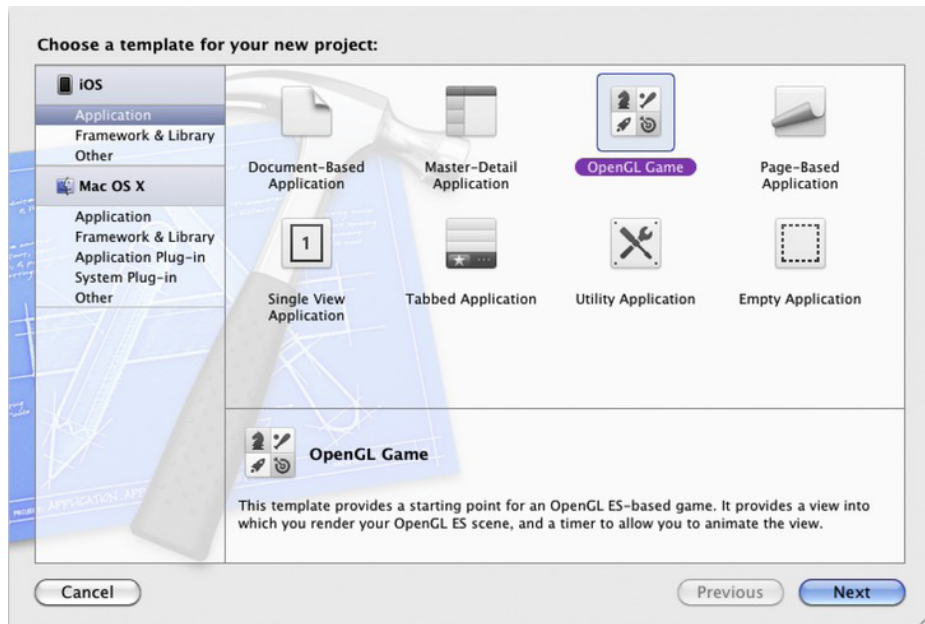 Choose a template for your new project:
iOS
Application
Framework & Library
Other
Mac OS X
Application
Framework & Library
Application Plug-in
System Plug-in
Other
Document-Based
Application
Master-Detail
Application
OpenGL Game
Page-Based
Application
1
Single View
Application
Tabbed Application
Utility Application
Empty Application
OpenGL Game
This template provides a starting point for an OpenGL ES-based game. It provides a view into
which you render your OpenGL ES scene, and a timer to allow you to animate the view.
Cancel
Previous
Next